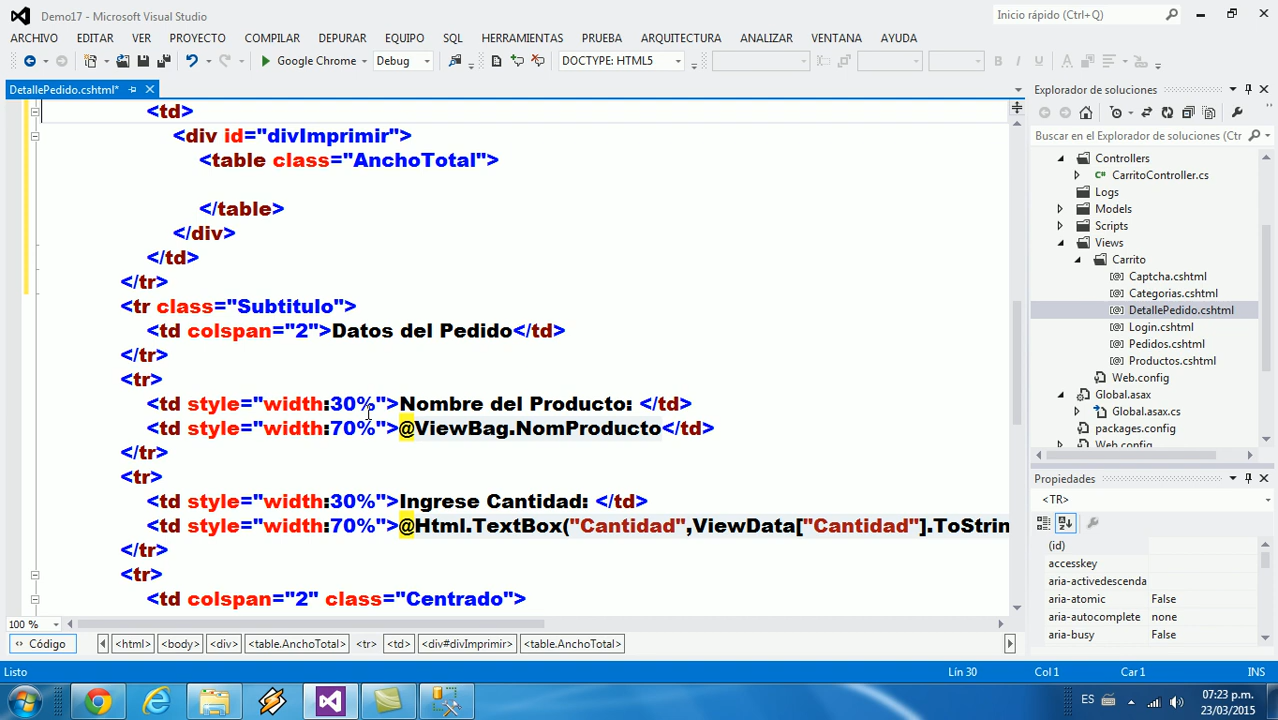 Demo17 - Microsoft Visual Studio
Inicio rápido (Ctrl+Q)
ARCHIVO EDITAR VER PROYECTO COMPILAR DEPURAR EQUIPO SQL HERRAMIENTAS PRUEBA ARQUITECTURA ANALIZAR VENTANA AYUDA
Google Chrome Debug DOCTYPE: HTML5
DetallePedido.cshtml*
<td>
<div id="divImprimir">
<table class="AnchoTotal">
</table>
</div>
</td>
</tr>
<tr class="Subtitulo">
<td colspan="2">Datos del Pedido</td>
</tr>
<tr>
<td style="width:30%">Nombre del Producto: </td>
<td style="width:70%">@ViewBag.NomProducto</td>
</tr>
<tr>
<td style="width:30%">Ingrese Cantidad: </td>
<td style="width:70%">@Html.TextBox("Cantidad",ViewData["Cantidad"].ToStrin
</tr>
<tr>
<td colspan="2" class="Centrado">
100 %
Código <html> <body> <div> <table.AnchoTotal> <tr> <td> <div#divImprimir> <table.AnchoTotal>
Explorador de soluciones
Buscar en el Explorador de soluciones (Ctr
Controllers
CarritoController.cs
Logs
Models
Scripts
Views
Carrito
Captcha.cshtml
Categorias.cshtml
DetallePedido.cshtml
Login.cshtml
Pedidos.cshtml
Productos.cshtml
Web.config
Global.asax
Global.asax.cs
packages.config
Web.config
Propiedades
<TR>
(id)
accesskey
aria-activedescenda
aria-atomic False
aria-autocomplete none
aria-busy False
Listo Lín 30 Col 1 Car 1 INS
ES 07:23 p.m.
23/03/2015